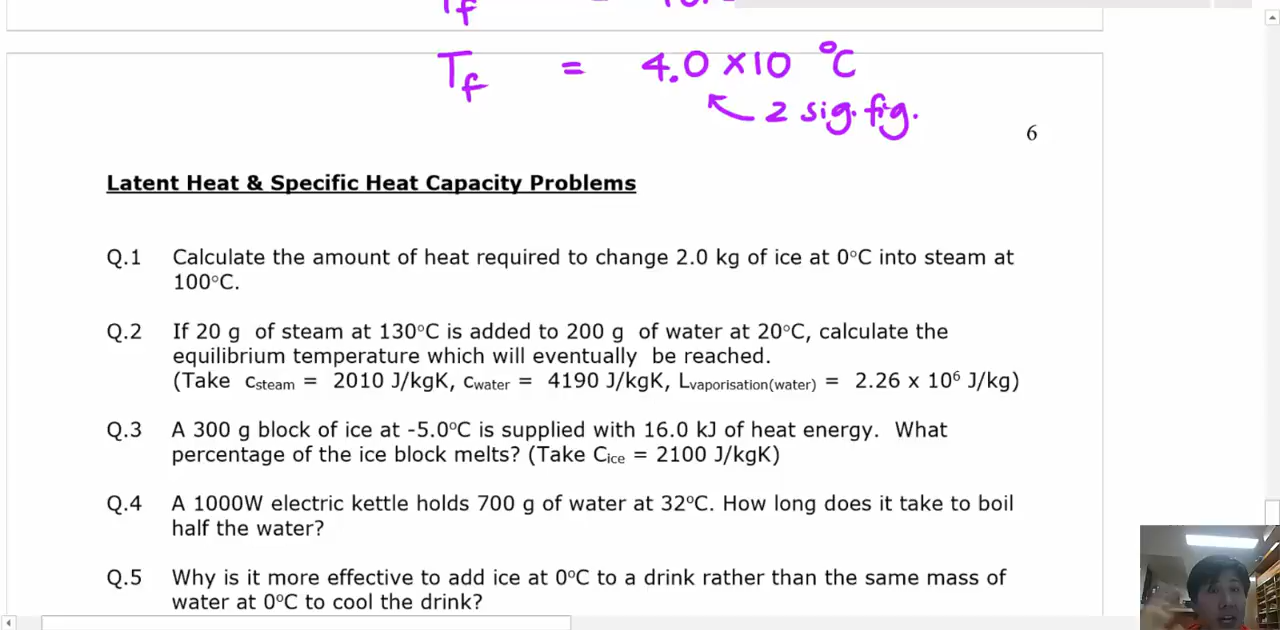 Tf =
Tf = 4.0 ×10 °C
2 sig. fig.
6
Latent Heat & Specific Heat Capacity Problems
Q.1 Calculate the amount of heat required to change 2.0 kg of ice at 0°C into steam at
100°C.
Q.2 If 20 g of steam at 130°C is added to 200 g of water at 20°C, calculate the
equilibrium temperature which will eventually be reached.
(Take csteam = 2010 J/kgK, cwater = 4190 J/kgK, Lvaporisation(water) = 2.26 x 10⁶ J/kg)
Q.3 A 300 g block of ice at -5.0°C is supplied with 16.0 kJ of heat energy. What
percentage of the ice block melts? (Take Cice = 2100 J/kgK)
Q.4 A 1000W electric kettle holds 700 g of water at 32°C. How long does it take to boil
half the water?
Q.5 Why is it more effective to add ice at 0°C to a drink rather than the same mass of
water at 0°C to cool the drink?